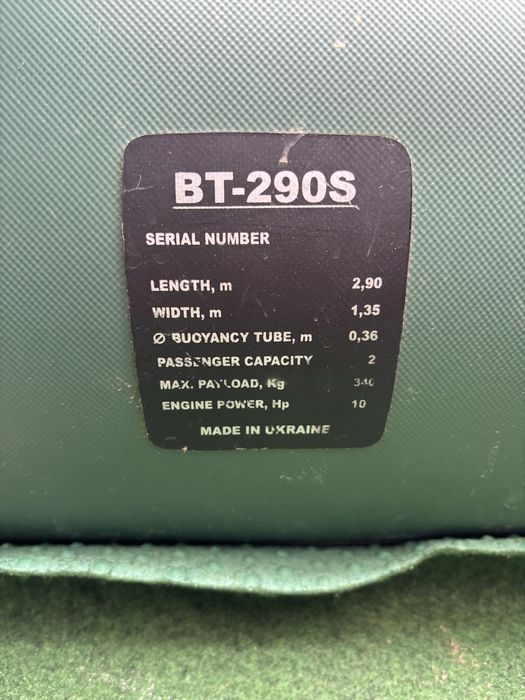 BT-290S
SERIAL NUMBER
LENGTH, m 2,90
WIDTH, m 1,35
Ø BUOYANCY TUBE, m 0,36
PASSENGER CAPACITY 2
MAX. PAYLOAD, Kg 340
ENGINE POWER, Hp 10
MADE IN UKRAINE